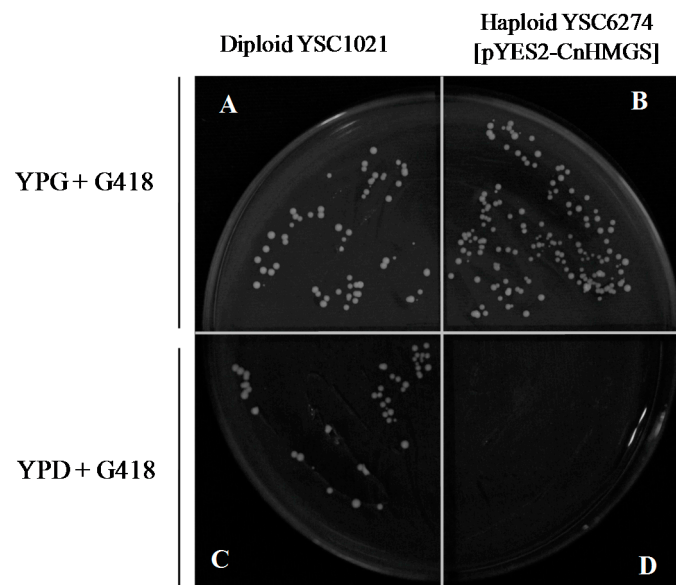 Diploid YSC1021
Haploid YSC6274
[pYES2-CnHMGS]
A
B
YPG + G418
YPD + G418
C
D